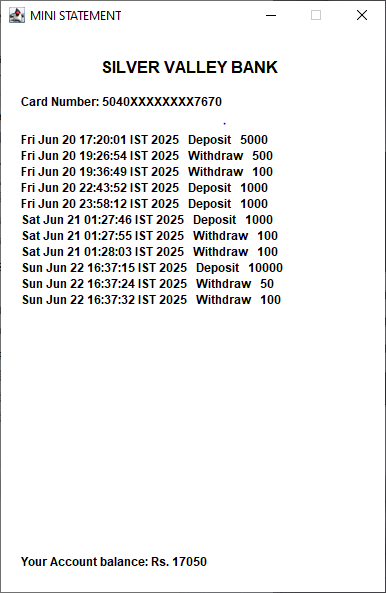 MINI STATEMENT
SILVER VALLEY BANK
Card Number: 5040XXXXXXXX7670
Fri Jun 20 17:20:01 IST 2025 Deposit 5000
Fri Jun 20 19:26:54 IST 2025 Withdraw 500
Fri Jun 20 19:36:49 IST 2025 Withdraw 100
Fri Jun 20 22:43:52 IST 2025 Deposit 1000
Fri Jun 20 23:58:12 IST 2025 Deposit 1000
Sat Jun 21 01:27:46 IST 2025 Deposit 1000
Sat Jun 21 01:27:55 IST 2025 Withdraw 100
Sat Jun 21 01:28:03 IST 2025 Withdraw 100
Sun Jun 22 16:37:15 IST 2025 Deposit 10000
Sun Jun 22 16:37:24 IST 2025 Withdraw 50
Sun Jun 22 16:37:32 IST 2025 Withdraw 100
Your Account balance: Rs. 17050